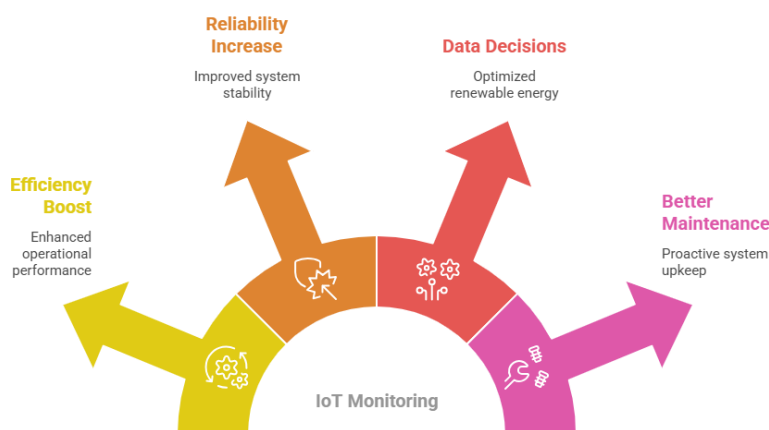 Reliability
Increase
Improved system
stability
Data Decisions
Optimized
renewable energy
Efficiency
Boost
Enhanced
operational
performance
Better
Maintenance
Proactive system
upkeep
IoT Monitoring